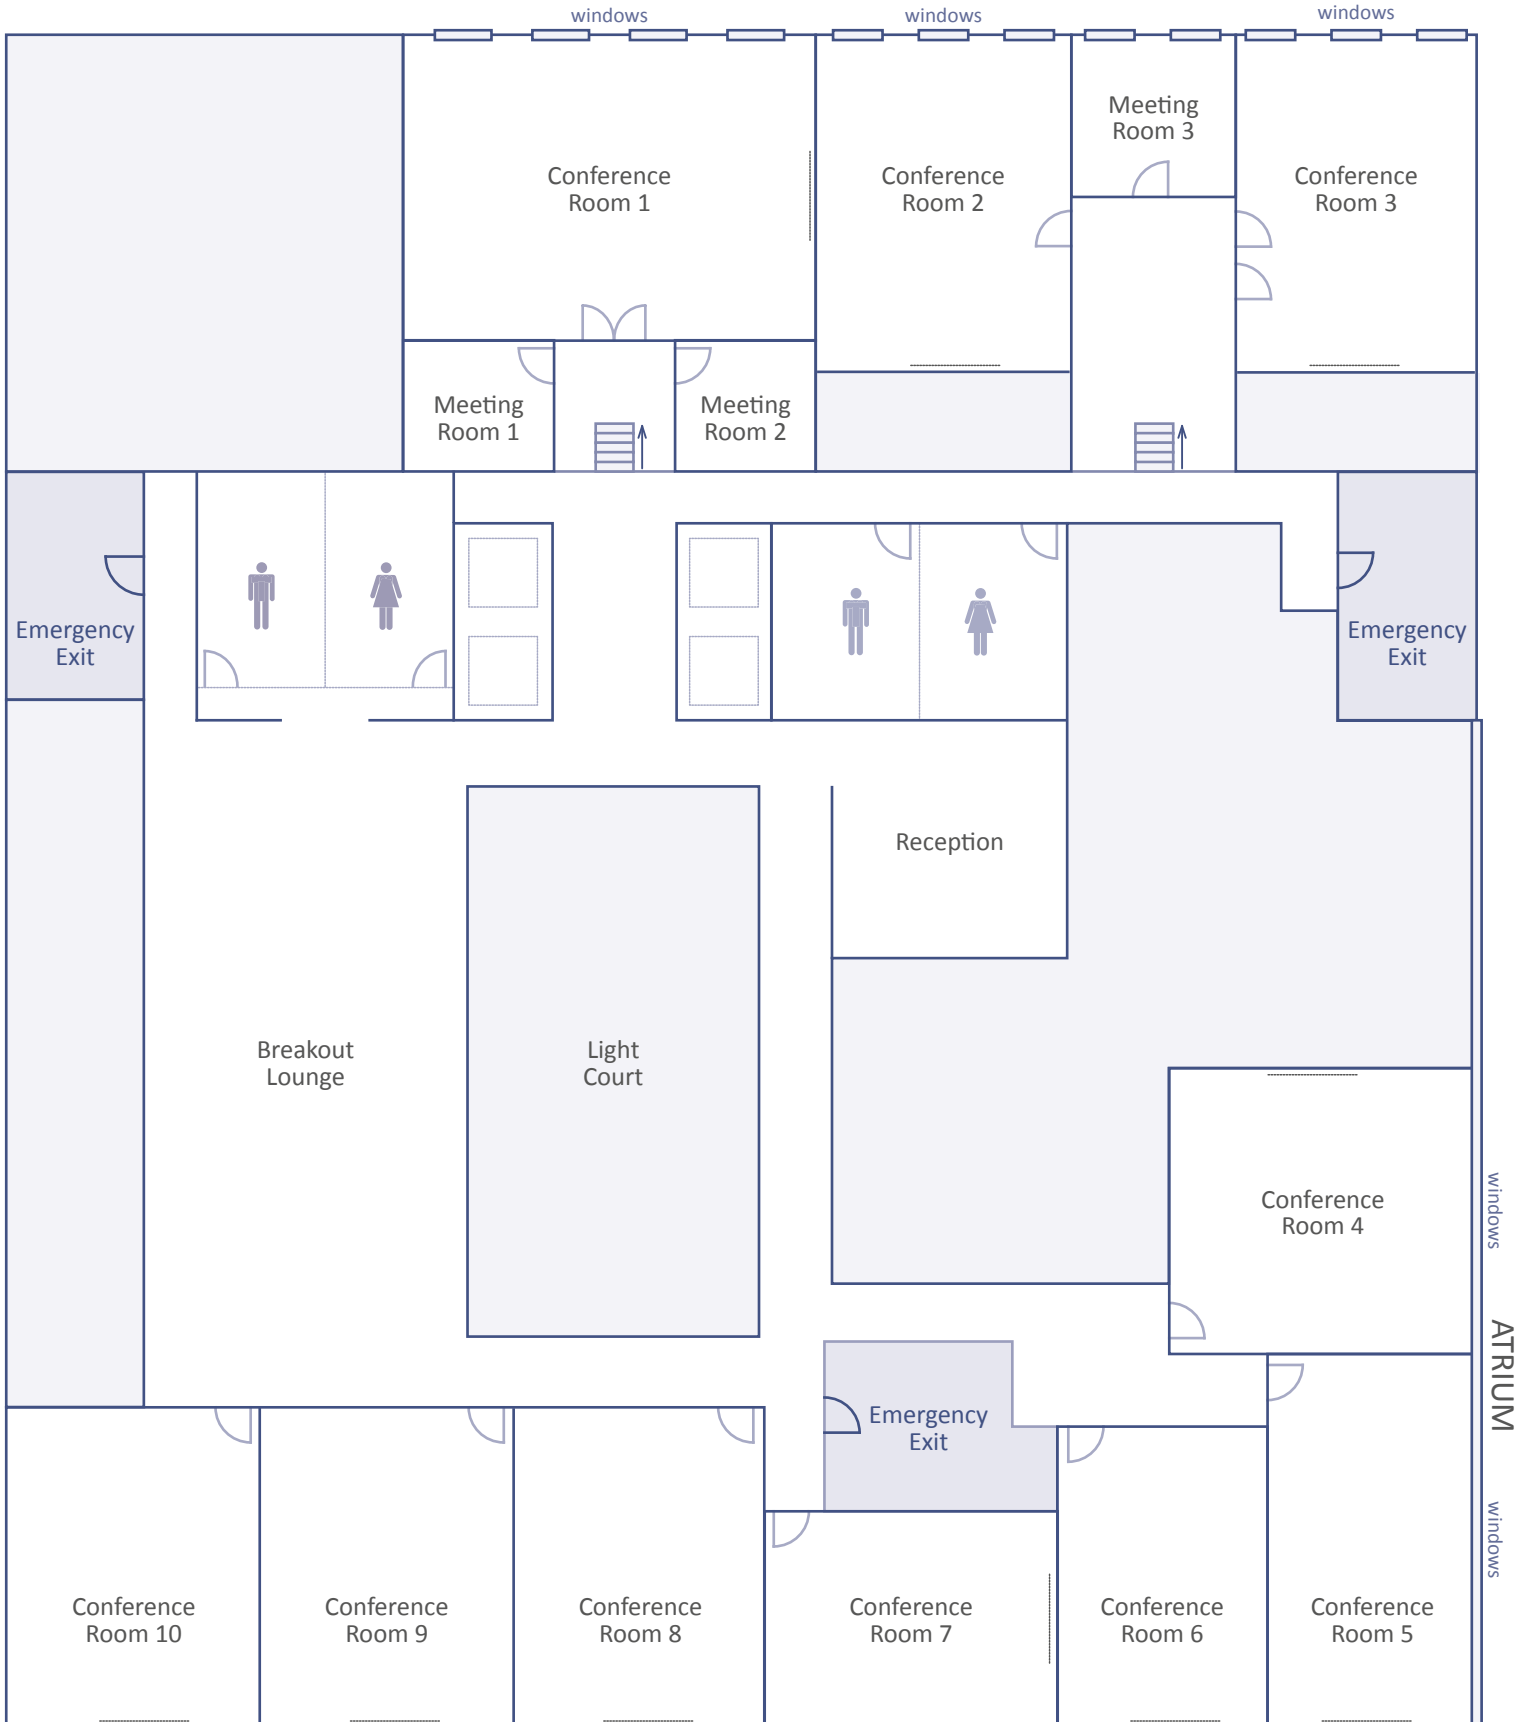 windows
windows
windows
Meeting
Room 3
Conference
Room 1
Conference
Room 2
Conference
Room 3
Meeting
Room 1
Meeting
Room 2
Emergency
Exit
Emergency
Exit
Reception
Breakout
Lounge
Light
Court
Conference
Room 4
windows
ATRIUM
Emergency
Exit
windows
Conference
Room 10
Conference
Room 9
Conference
Room 8
Conference
Room 7
Conference
Room 6
Conference
Room 5